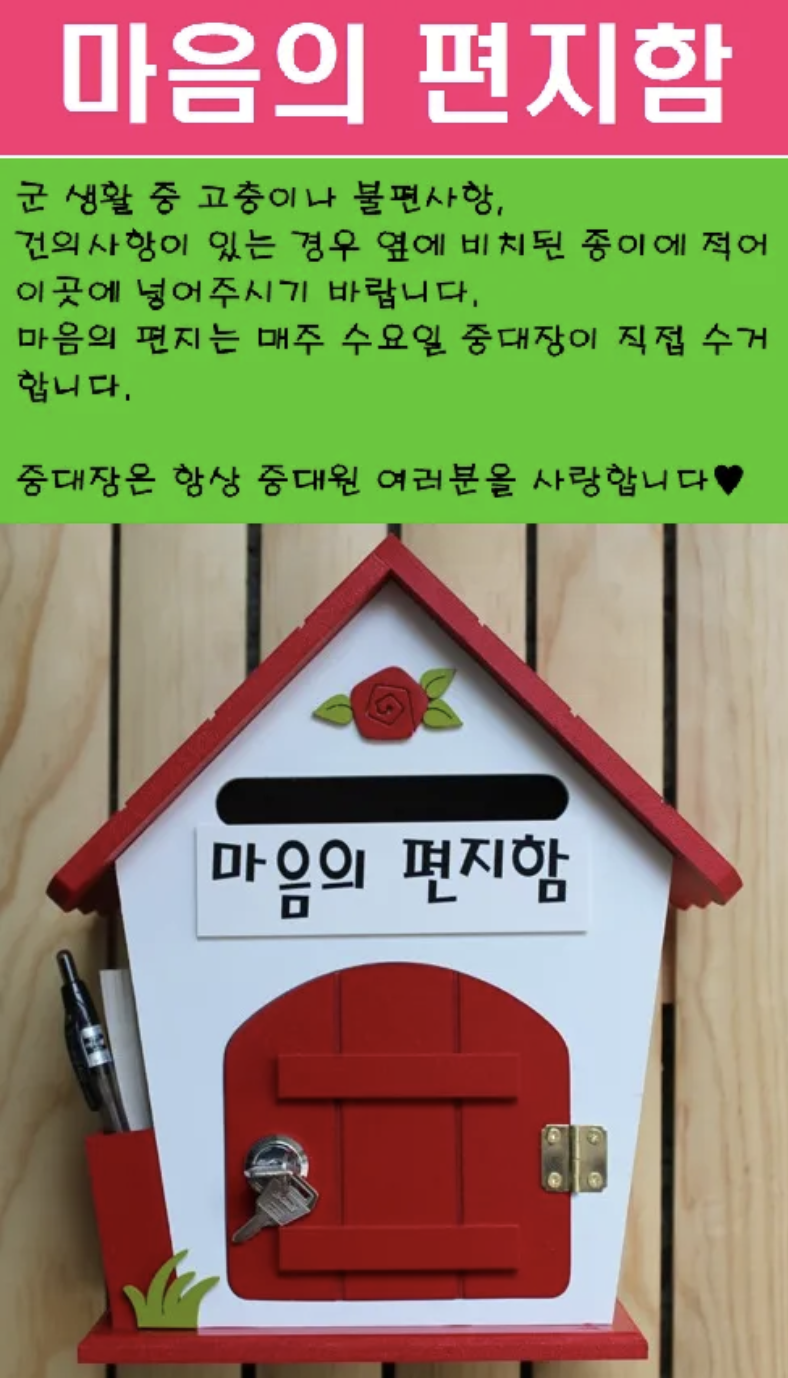 마음의 편지함
군 생활 중 고충이나 불편사항,
건의사항이 있는 경우 옆에 비치된 종이에 적어
이곳에 넣어주시기 바랍니다.
마음의 편지는 매주 수요일 중대장이 직접 수거
합니다.
중대장은 항상 중대원 여러분을 사랑합니다♥
마음의 편지함